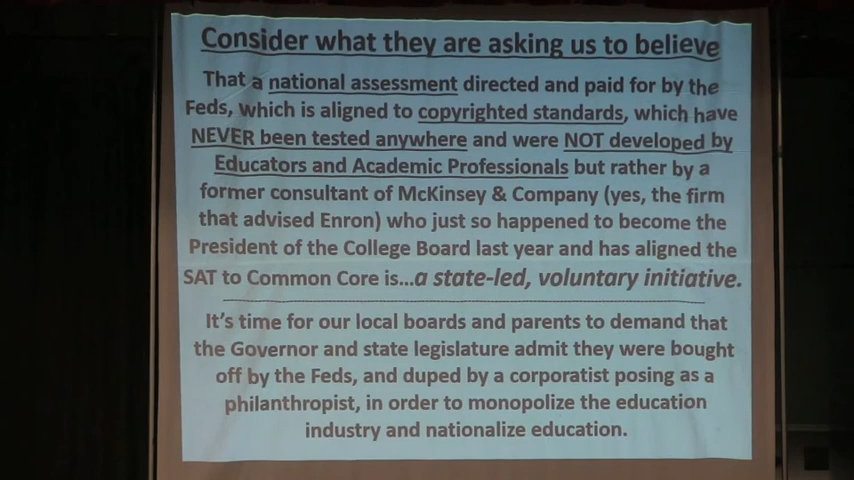 Consider what they are asking us to believe
That a national assessment directed and paid for by the
Feds, which is aligned to copyrighted standards, which have
NEVER been tested anywhere and were NOT developed by
Educators and Academic Professionals but rather by a
former consultant of McKinsey & Company (yes, the firm
that advised Enron) who just so happened to become the
President of the College Board last year and has aligned the
SAT to Common Core is...a state-led, voluntary initiative.
It's time for our local boards and parents to demand that
the Governor and state legislature admit they were bought
off by the Feds, and duped by a corporatist posing as a
philanthropist, in order to monopolize the education
industry and nationalize education.